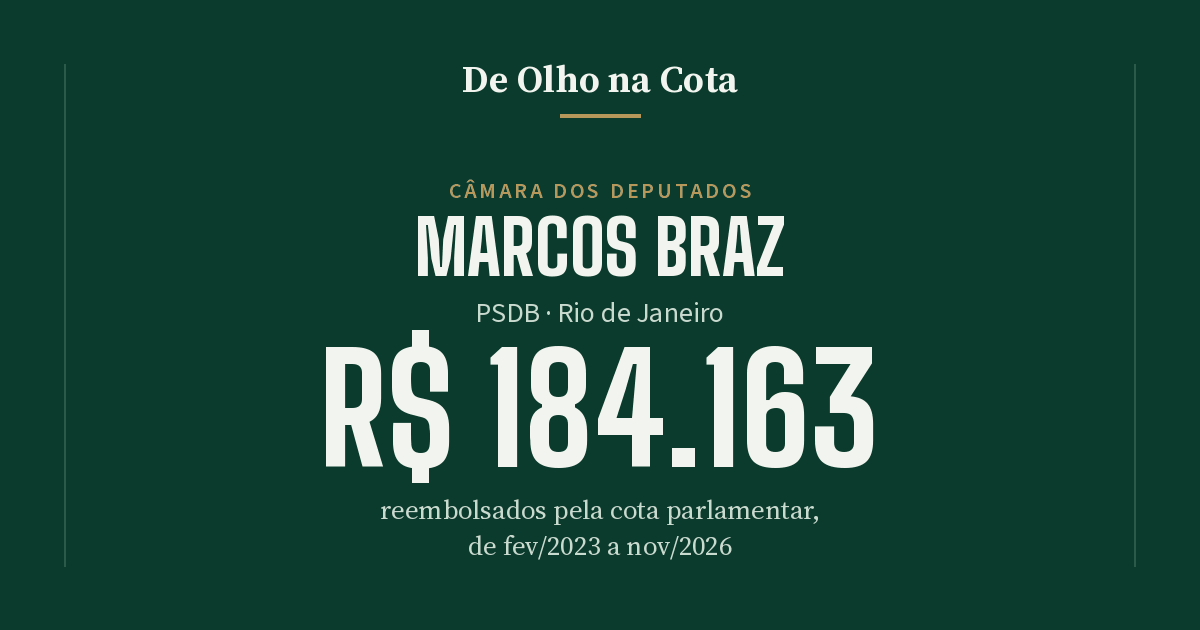 De Olho na Cota
CÂMARA DOS DEPUTADOS
MARCOS BRAZ
PSDB · Rio de Janeiro
R$ 184.163
reembolsados pela cota parlamentar,
de fev/2023 a nov/2026